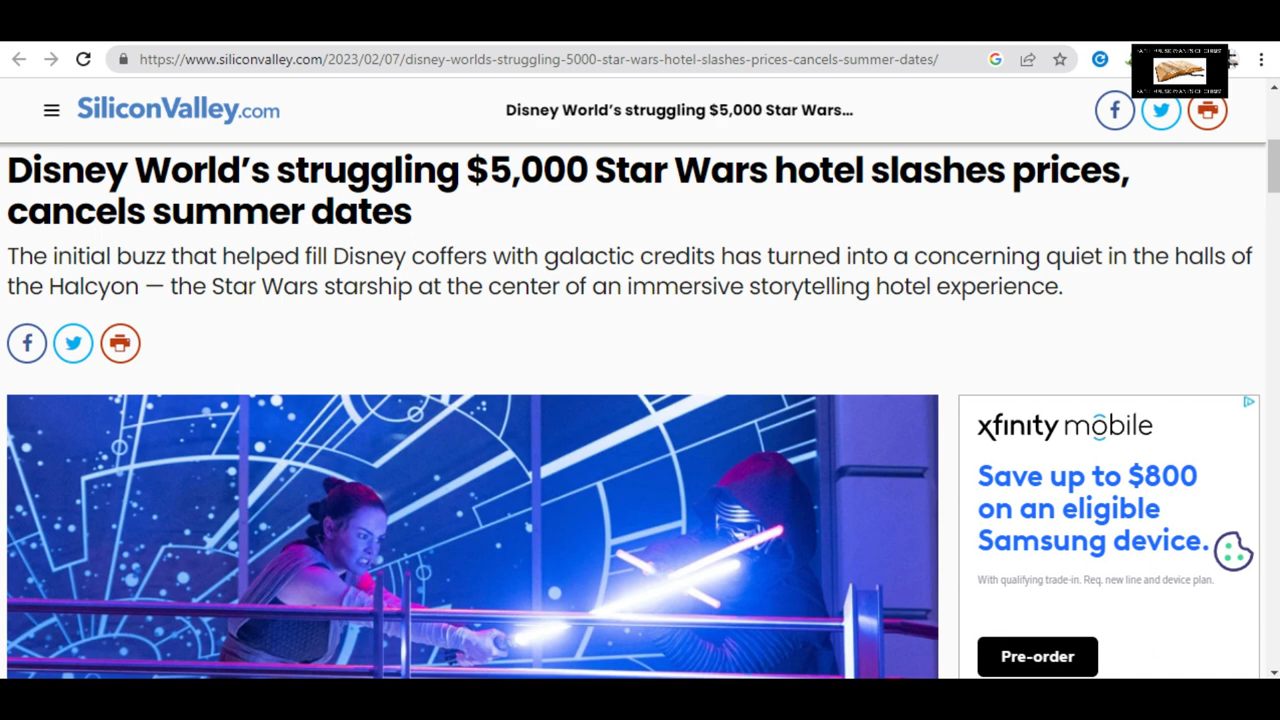 https://www.siliconvalley.com/2023/02/07/disney-worlds-struggling-5000-star-wars-hotel-slashes-prices-cancels-summer-dates/
SiliconValley.com
Disney World’s struggling $5,000 Star Wars...
Disney World’s struggling $5,000 Star Wars hotel slashes prices,
cancels summer dates
The initial buzz that helped fill Disney coffers with galactic credits has turned into a concerning quiet in the halls of
the Halcyon — the Star Wars starship at the center of an immersive storytelling hotel experience.
xfinity mobile
Save up to $800
on an eligible
Samsung device.
With qualifying trade-in. Req. new line and device plan.
Pre-order